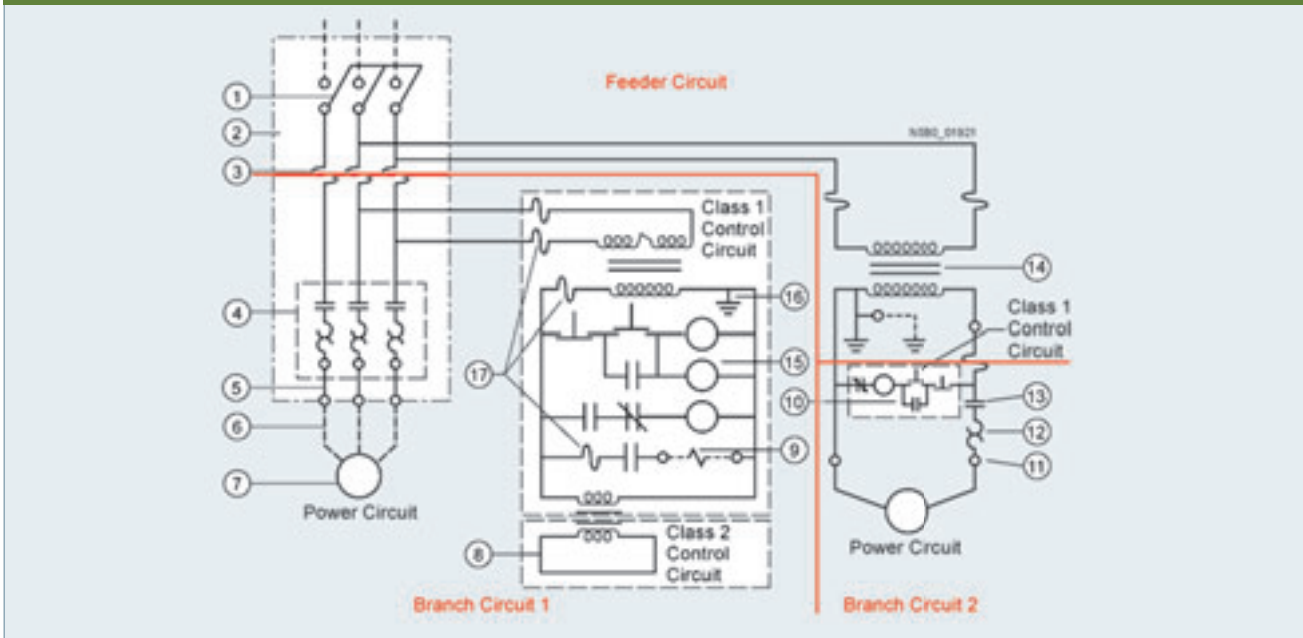 Feeder Circuit
1
2
NSB0_01921
3
Class 1
Control
Circuit
14
4
16
Class 1
Control
Circuit
15
17
5
10
13
6
12
9
11
7
Power Circuit
Class 2
Control
Circuit
8
Power Circuit
Branch Circuit 1
Branch Circuit 2